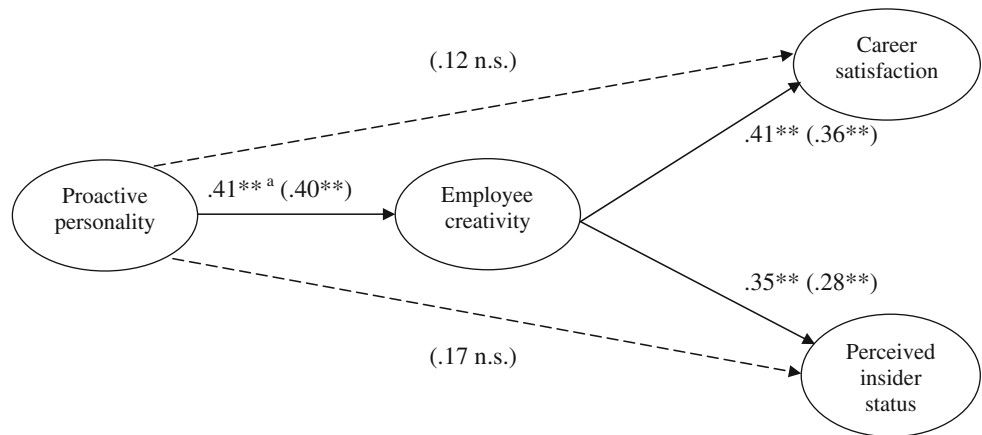 Career
satisfaction
(.12 n.s.)
.41** (.36**)
Proactive
personality
.41** a (.40**)
Employee
creativity
.35** (.28**)
(.17 n.s.)
Perceived
insider
status